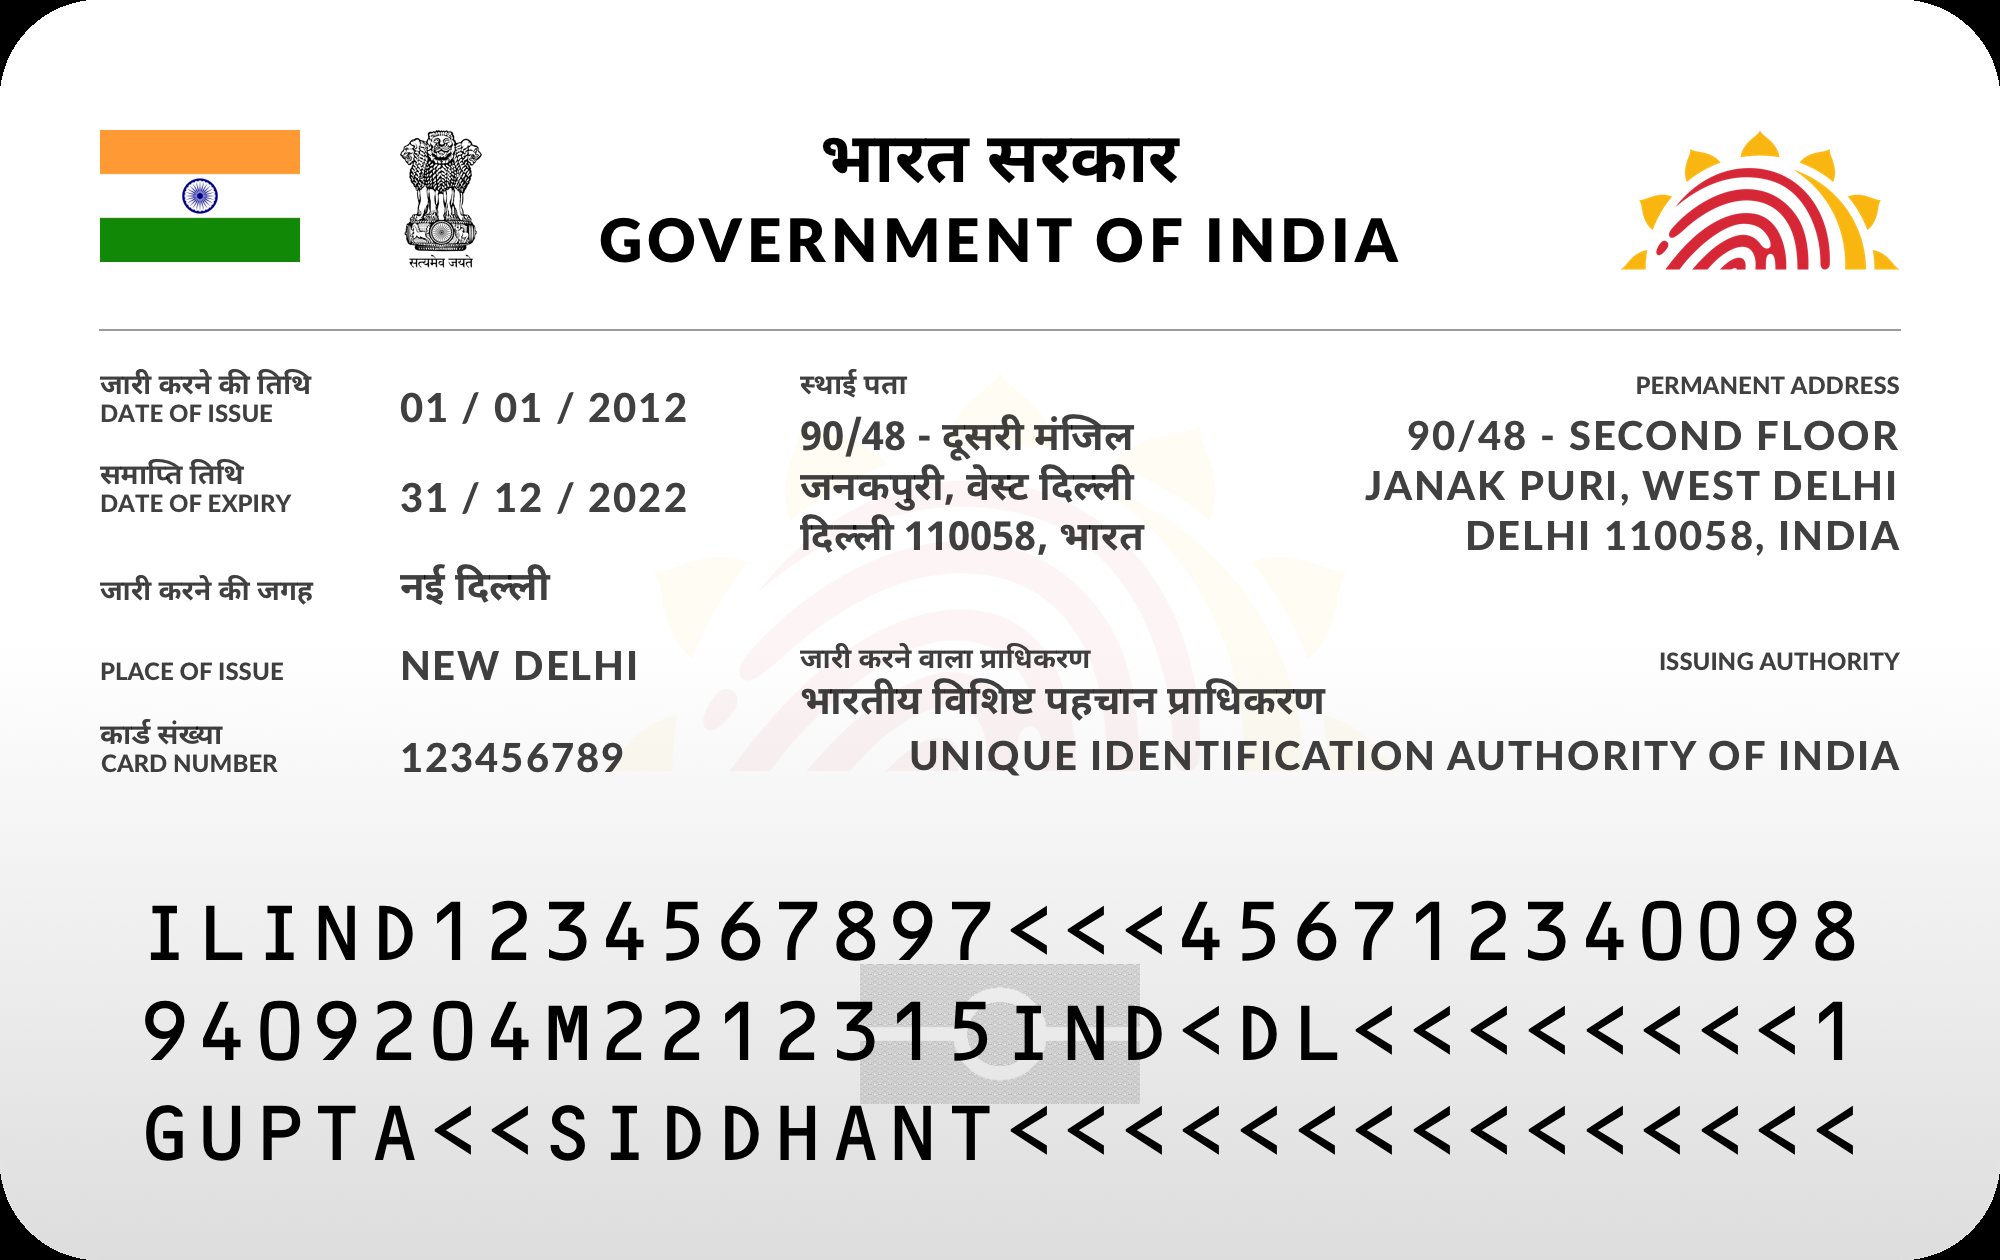 भारत सरकार
GOVERNMENT OF INDIA
सत्यमेव जयते
जारी करने की तिथि
DATE OF ISSUE
01 / 01 / 2012
समाप्ति तिथि
DATE OF EXPIRY
31 / 12 / 2022
जारी करने की जगह
नई दिल्ली
PLACE OF ISSUE
NEW DELHI
कार्ड संख्या
CARD NUMBER
123456789
स्थाई पता
90/48 - दूसरी मंजिल
जनकपुरी, वेस्ट दिल्ली
दिल्ली 110058, भारत
PERMANENT ADDRESS
90/48 - SECOND FLOOR
JANAK PURI, WEST DELHI
DELHI 110058, INDIA
जारी करने वाला प्राधिकरण
भारतीय विशिष्ट पहचान प्राधिकरण
ISSUING AUTHORITY
UNIQUE IDENTIFICATION AUTHORITY OF INDIA
ILIND1234567897<<<456712340098
9409204M2212315IND<DL<<<<<<<<1
GUPTA<<SIDDHANT<<<<<<<<<<<<<<<